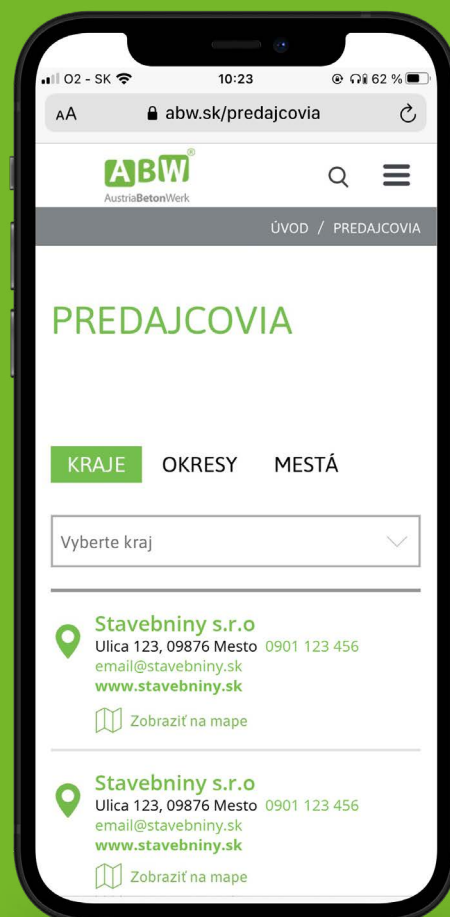 O2 - SK 10:23 62 %
AA abw.sk/predajcovia
ABW®
AustriaBetonWerk
ÚVOD / PREDAJCOVIA
PREDAJCOVIA
KRAJE OKRESY MESTÁ
Vyberte kraj
Stavebniny s.r.o
Ulica 123, 09876 Mesto 0901 123 456
email@stavebniny.sk
www.stavebniny.sk
Zobraziť na mape
Stavebniny s.r.o
Ulica 123, 09876 Mesto 0901 123 456
email@stavebniny.sk
www.stavebniny.sk
Zobraziť na mape